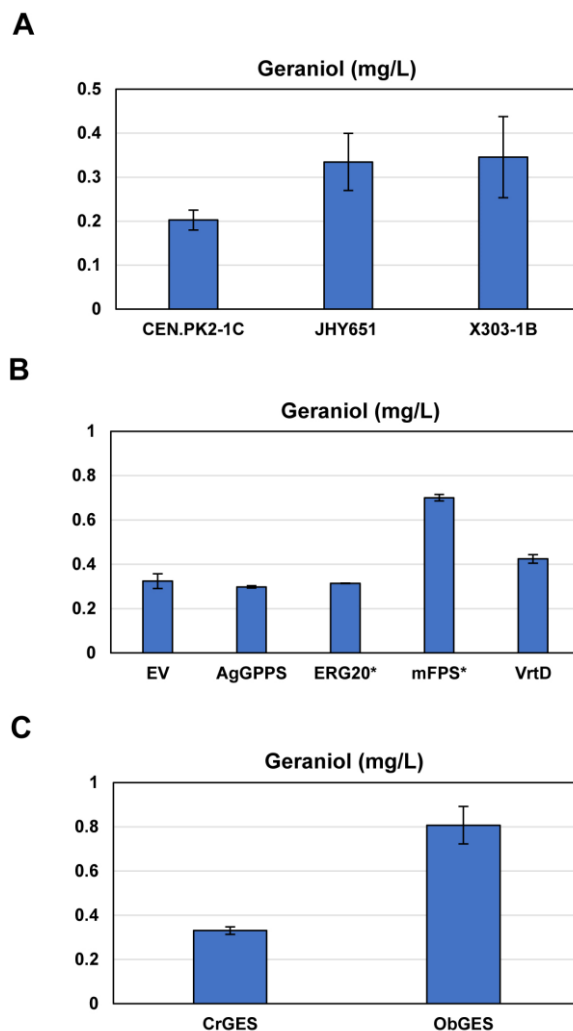 A
Geraniol (mg/L)
0.5
0.4
0.3
0.2
0.1
0
CEN.PK2-1C JHY651 X303-1B
B
Geraniol (mg/L)
1
0.8
0.6
0.4
0.2
0
EV AgGPPS ERG20* mFPS* VrtD
C
Geraniol (mg/L)
1
0.8
0.6
0.4
0.2
0
CrGES ObGES